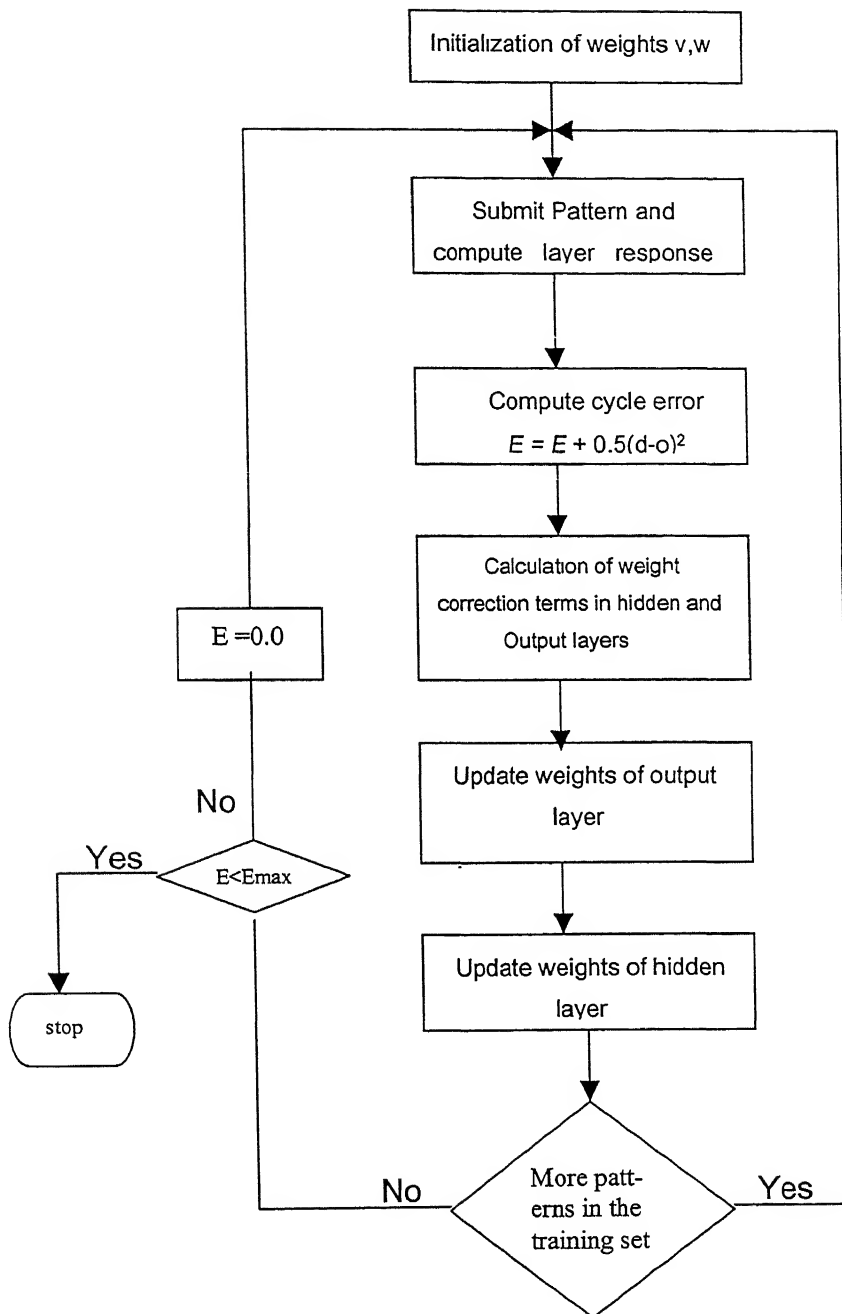 Initialization of weights v,w
Submit Pattern and
compute layer response
Compute cycle error
E = E + 0.5(d-o)²
Calculation of weight
correction terms in hidden and
Output layers
E =0.0
Update weights of output
layer
No
Yes
E<Emax
Update weights of hidden
layer
stop
More patt-
erns in the
training set
No
Yes